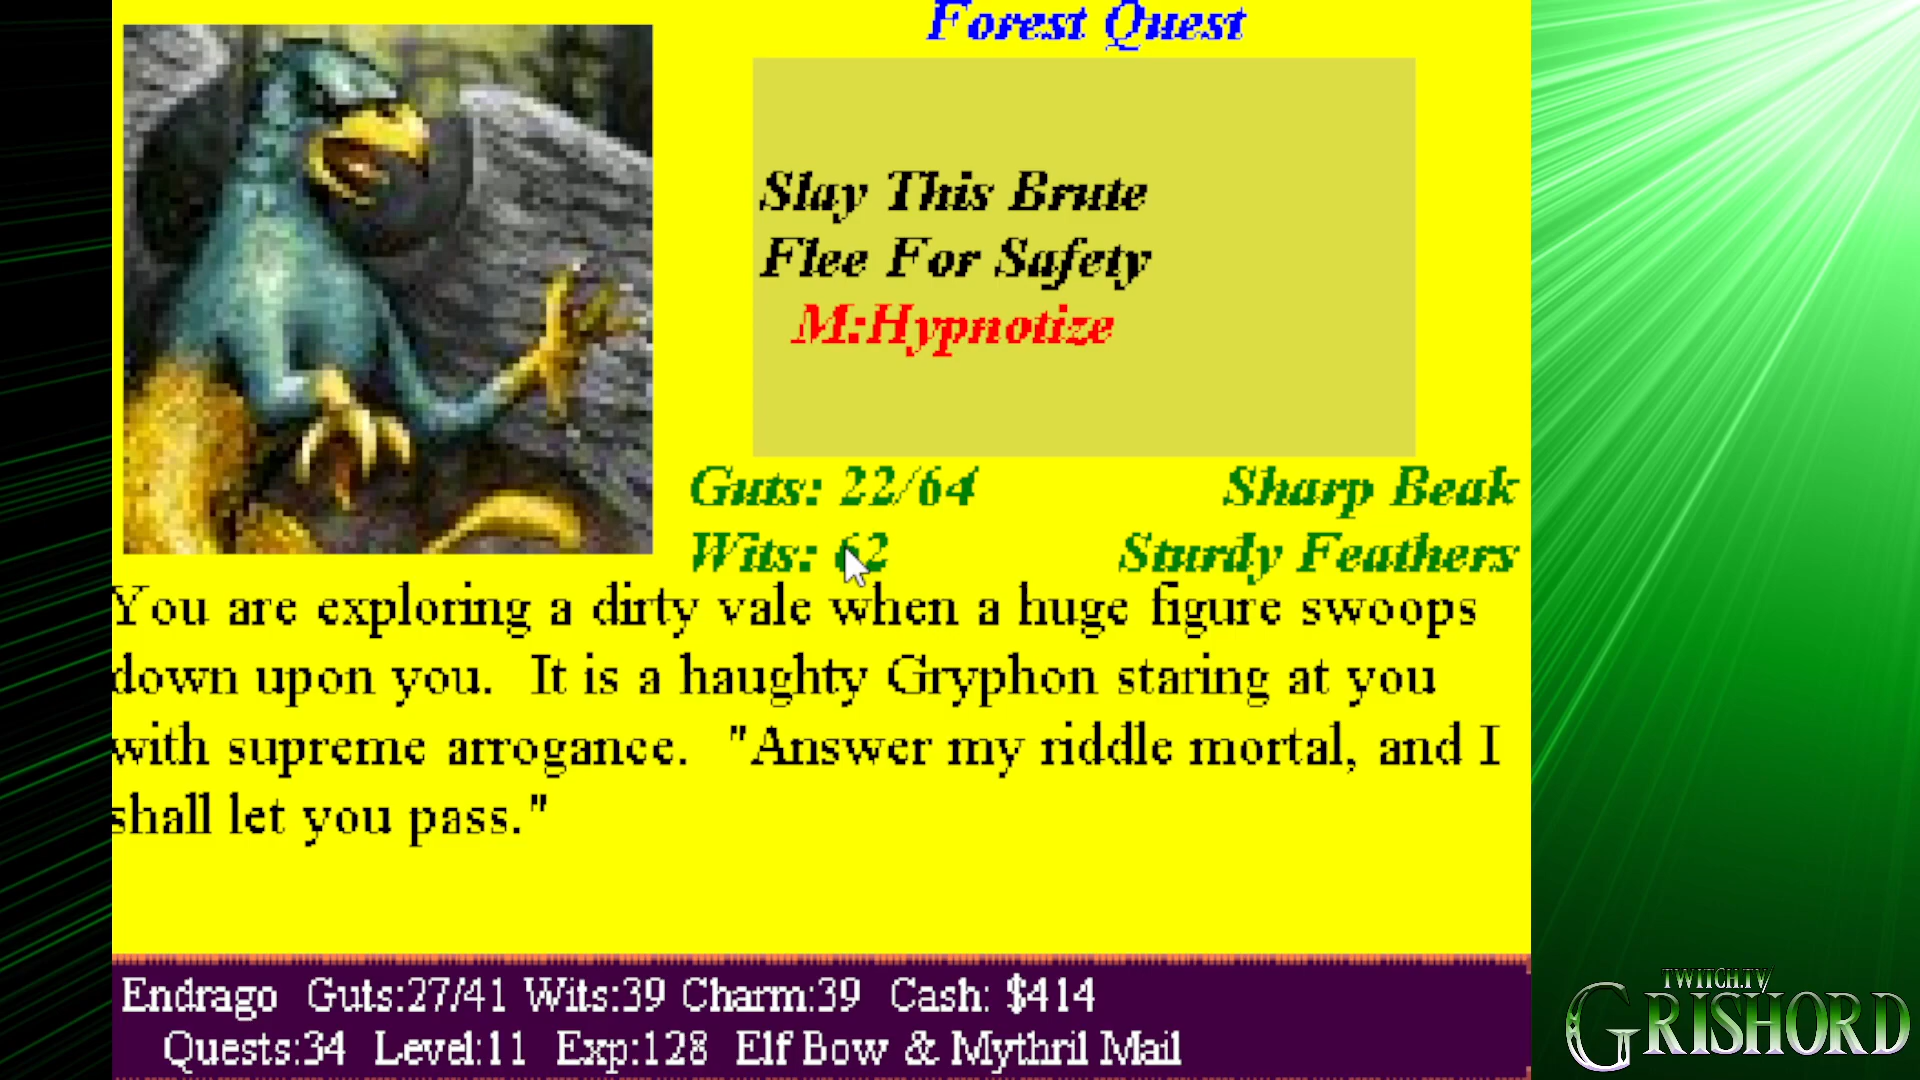 Forest Quest
Slay This Brute
Flee For Safety
M:Hypnotize
Guts: 22/64 Sharp Beak
Wits: 62 Sturdy Feathers
You are exploring a dirty vale when a huge figure swoops
down upon you. It is a haughty Gryphon staring at you
with supreme arrogance. "Answer my riddle mortal, and I
shall let you pass."
Endrago Guts:27/41 Wits:39 Charm:39 Cash: $414
Quests:34 Level:11 Exp:128 Elf Bow & Mythril Mail
TWITCH.TV/
GRISHORD